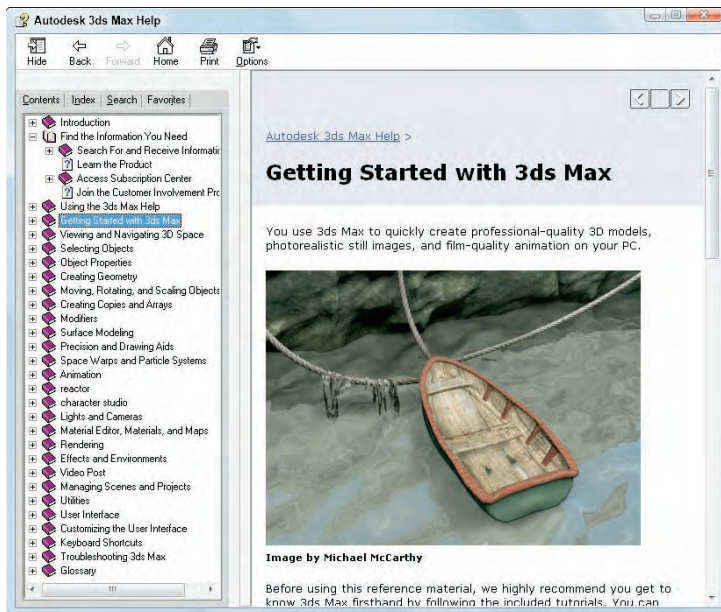 Autodesk 3ds Max Help
Hide Back Forward Home Print Options
Contents Index Search Favorites
Introduction
Find the Information You Need
Search For and Receive Informatic
Learn the Product
Access Subscription Center
Join the Customer Involvement Prc
Using the 3ds Max Help
Getting Started with 3ds Max
Viewing and Navigating 3D Space
Selecting Objects
Object Properties
Creating Geometry
Moving, Rotating, and Scaling Objects
Creating Copies and Arrays
Modifiers
Surface Modeling
Precision and Drawing Aids
Space Warps and Particle Systems
Animation
reactor
character studio
Lights and Cameras
Material Editor, Materials, and Maps
Rendering
Effects and Environments
Video Post
Managing Scenes and Projects
Utilities
User Interface
Customizing the User Interface
Keyboard Shortcuts
Troubleshooting 3ds Max
Glossary
Autodesk 3ds Max Help >
Getting Started with 3ds Max
You use 3ds Max to quickly create professional-quality 3D models,
photorealistic still images, and film-quality animation on your PC.
Image by Michael McCarthy
Before using this reference material, we highly recommend you get to
know 3ds Max firsthand by following the included tutorials. You can